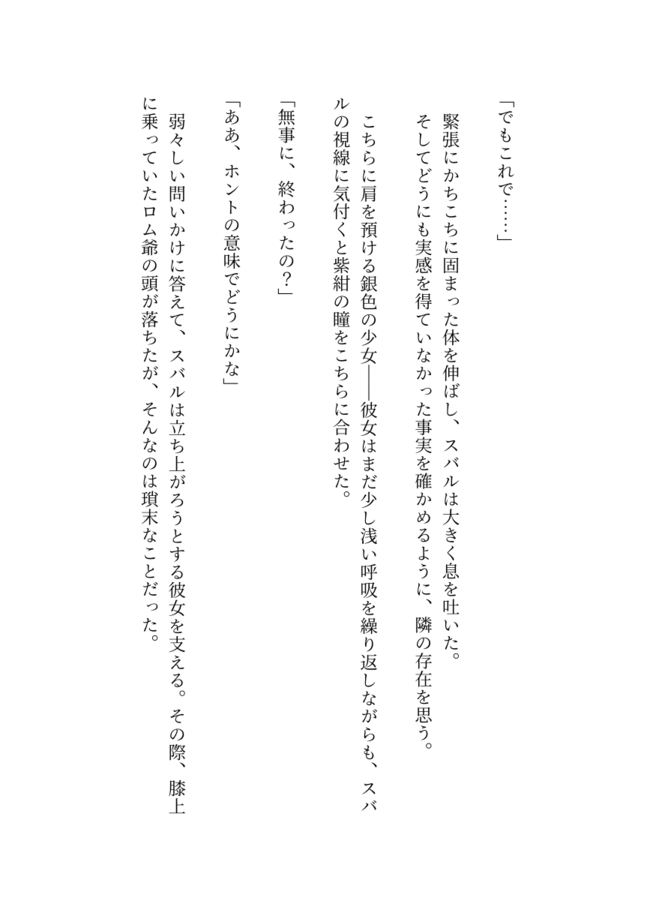 「でもこれで……」
緊張にかちこちに固まった体を伸ばし、スバルは大きく息を吐いた。
そしてどうにも実感を得ていなかった事実を確かめるように、隣の存在を思う。
こちらに肩を預ける銀色の少女――彼女はまだ少し浅い呼吸を繰り返しながらも、スバ
ルの視線に気付くと紫紺の瞳をこちらに合わせた。
「無事に、終わったの？」
「ああ、ホントの意味でどうにかな」
弱々しい問いかけに答えて、スバルは立ち上がろうとする彼女を支える。その際、膝上
に乗っていたロム爺の頭が落ちたが、そんなのは瑣末なことだった。